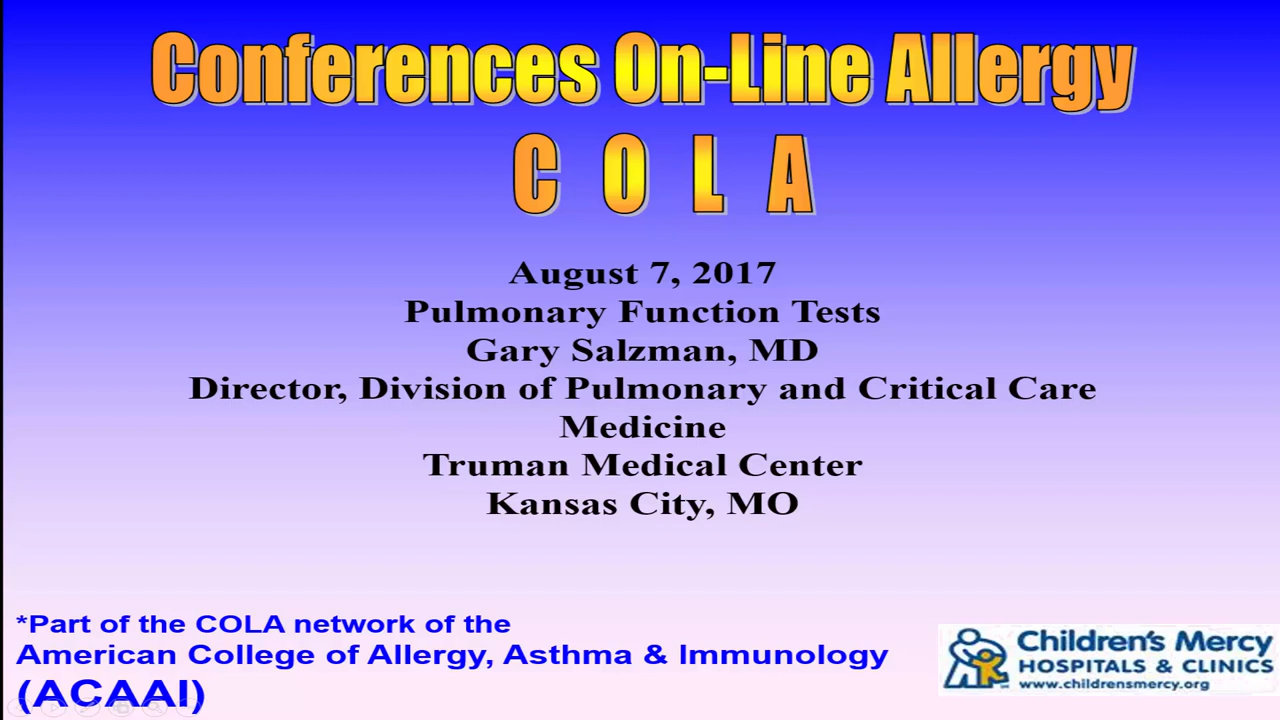 Conferences On-Line Allergy
C O L A
August 7, 2017
Pulmonary Function Tests
Gary Salzman, MD
Director, Division of Pulmonary and Critical Care
Medicine
Truman Medical Center
Kansas City, MO
*Part of the COLA network of the
American College of Allergy, Asthma & Immunology
(ACAAI)
Children's Mercy
HOSPITALS & CLINICS
www.childrensmercy.org